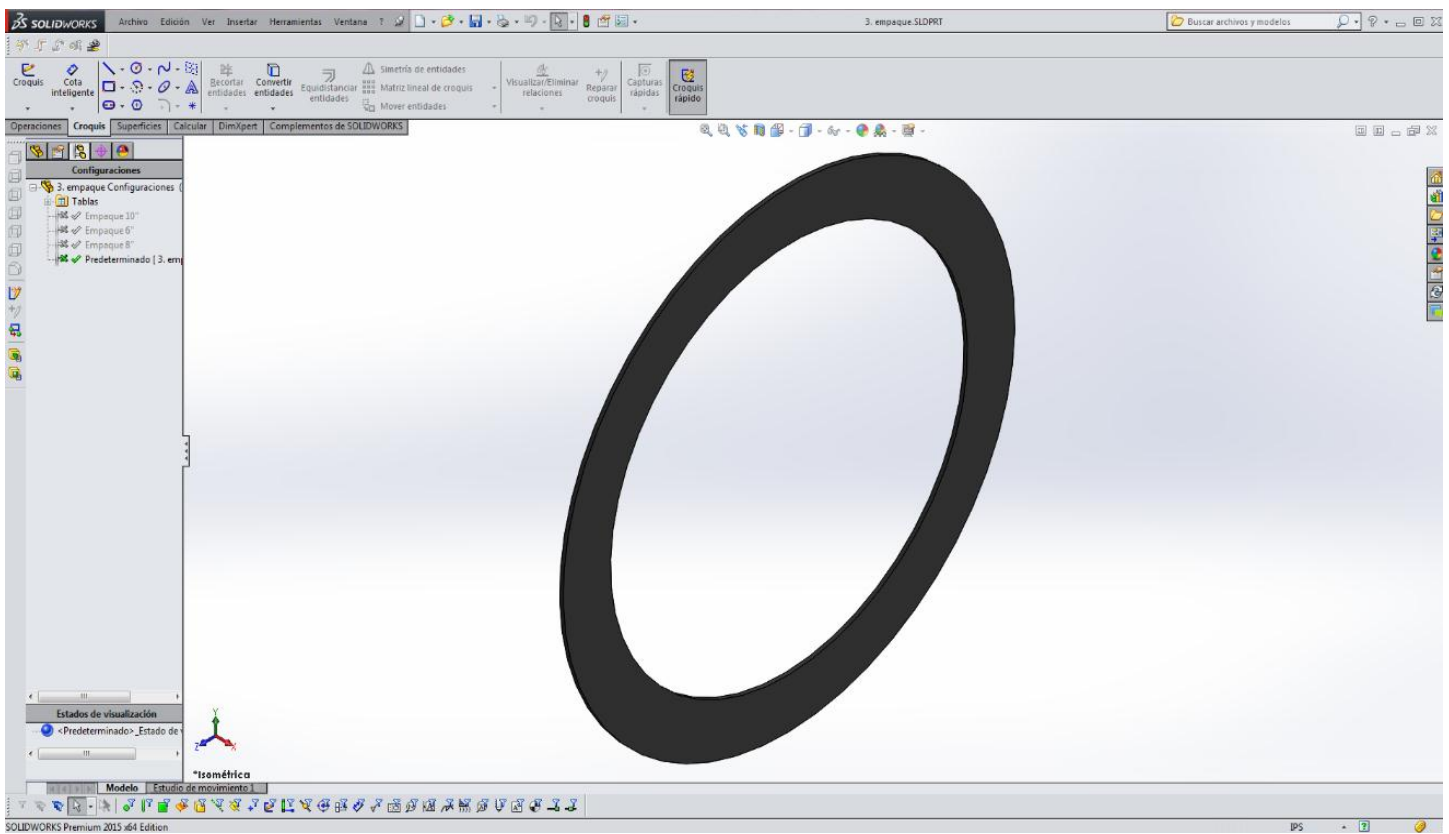 SOLIDWORKS Archivo Edición Ver Insertar Herramientas Ventana ? 3. empaque.SLDPRT Buscar archivos y modelos
Croquis Cota inteligente Recortar entidades Convertir entidades Equidistanciar entidades Simetría de entidades Visualizar/Eliminar relaciones Reparar croquis Capturas rápidas Croquis rápido
Matriz lineal de croquis
Mover entidades
Operaciones Croquis Superficies Calcular DimXpert Complementos de SOLIDWORKS
Configuraciones
3. empaque Configuraciones (
Tablas
Empaque 10"
Empaque 6"
Empaque 8"
Predeterminado [ 3. emp
Estados de visualización
<Predeterminado>_Estado de v
Y
Z X
*Isométrica
Modelo Estudio de movimiento 1
SOLIDWORKS Premium 2015 x64 Edition IPS